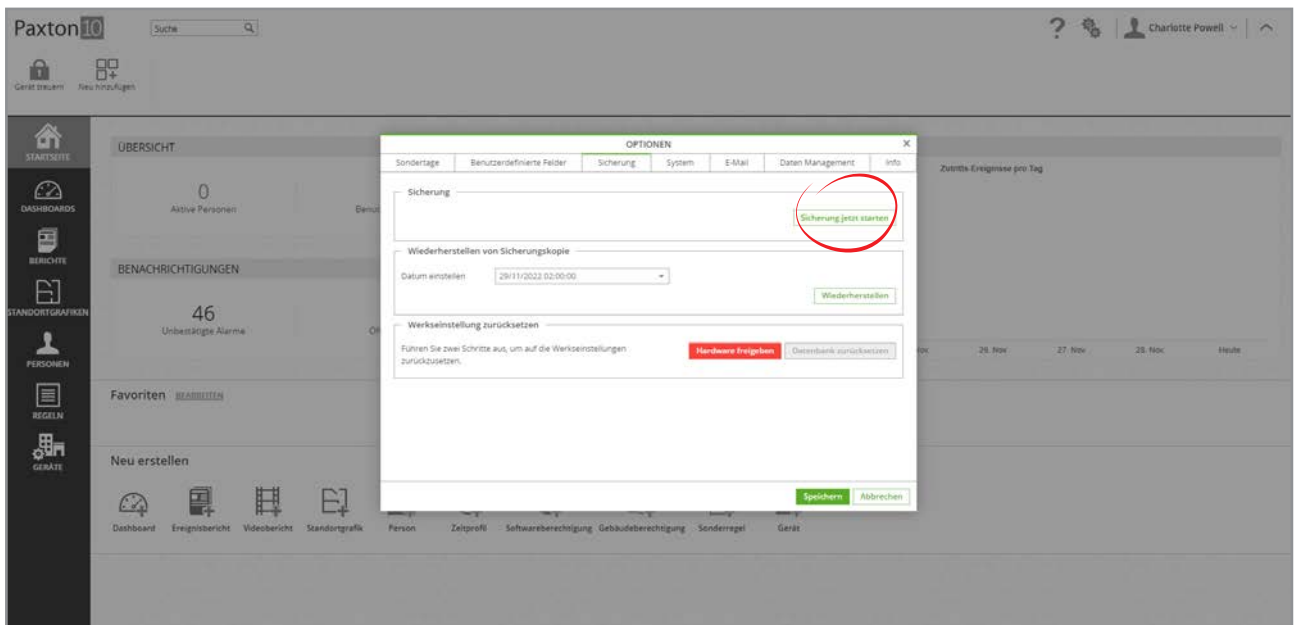 Paxton10
Suche
Charlotte Powell
Gerät steuern
Neu hinzufügen
STARTSEITE
DASHBOARDS
BERICHTE
STANDORTGRAFIKEN
PERSONEN
REGELN
GERÄTE
ÜBERSICHT
0
Aktive Personen
Benut
BENACHRICHTIGUNGEN
46
Unbestätigte Alarme
Zutritts-Ereignisse pro Tag
26. Nov
27. Nov
28. Nov
Heute
Favoriten BEARBEITEN
Neu erstellen
Dashboard
Ereignisbericht
Videobericht
Standortgrafik
Person
Zeitprofil
Softwareberechtigung
Gebäudeberechtigung
Sonderregel
Gerät
OPTIONEN
Sondertage
Benutzerdefinierte Felder
Sicherung
System
E-Mail
Daten Management
Info
Sicherung
Sicherung jetzt starten
Wiederherstellen von Sicherungskopie
Datum einstellen
29/11/2022 02:00:00
Wiederherstellen
Werkseinstellung zurücksetzen
Führen Sie zwei Schritte aus, um auf die Werkseinstellungen
zurückzusetzen.
Hardware freigeben
Datenbank zurücksetzen
Speichern
Abbrechen